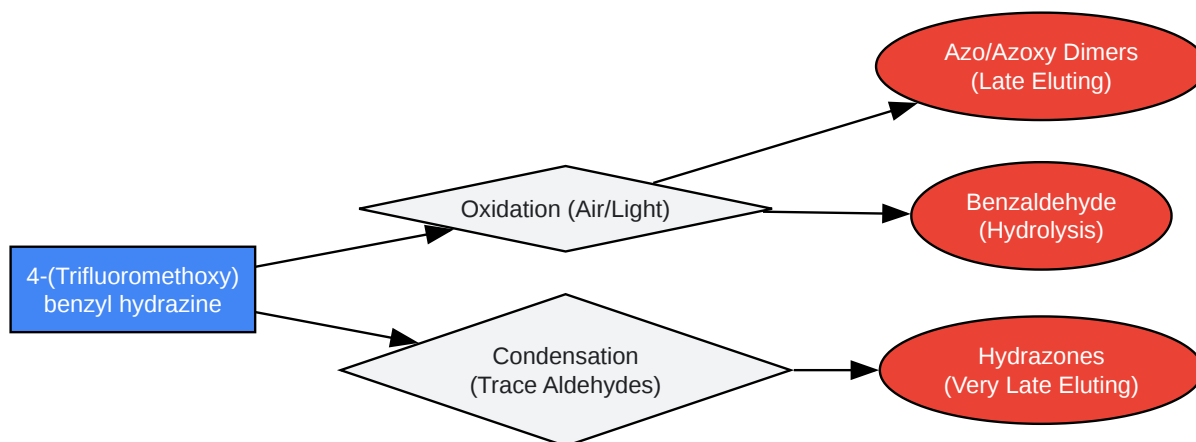 4-(Trifluoromethoxy)
benzyl hydrazine
Oxidation (Air/Light)
Condensation
(Trace Aldehydes)
Azo/Azoxy Dimers
(Late Eluting)
Benzaldehyde
(Hydrolysis)
Hydrazones
(Very Late Eluting)